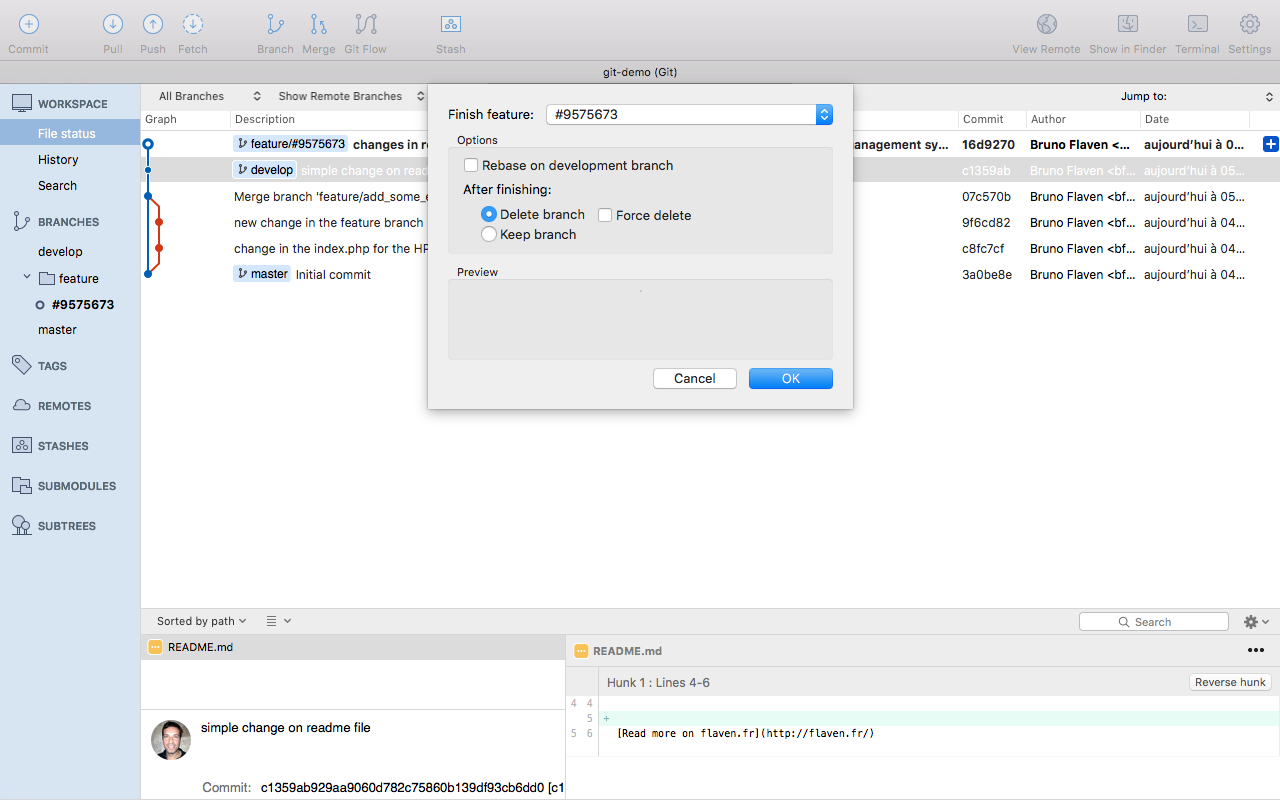 Commit Pull Push Fetch Branch Merge Git Flow Stash View Remote Show in Finder Terminal Settings
git-demo (Git)
WORKSPACE
File status
History
Search
BRANCHES
develop
feature
#9575673
master
TAGS
REMOTES
STASHES
SUBMODULES
SUBTREES
All Branches Show Remote Branches Jump to:
Graph Description Commit Author Date
feature/#9575673 changes in re anagement sy... 16d9270 Bruno Flaven <... aujourd'hui à 0...
develop simple change on read c1359ab Bruno Flaven <bf... aujourd'hui à 05...
Merge branch 'feature/add_some_e 07c570b Bruno Flaven <bf... aujourd'hui à 05...
new change in the feature branch 9f6cd82 Bruno Flaven <bf... aujourd'hui à 04...
change in the index.php for the HP c8fc7cf Bruno Flaven <bf... aujourd'hui à 04...
master Initial commit 3a0be8e Bruno Flaven <bf... aujourd'hui à 04...
Finish feature: #9575673
Options
Rebase on development branch
After finishing:
Delete branch Force delete
Keep branch
Preview
Cancel OK
Sorted by path Search
README.md
simple change on readme file
Commit: c1359ab929aa9060d782c75860b139df93cb6dd0 [c1
README.md •••
Hunk 1 : Lines 4-6 Reverse hunk
4 4
5 +
5 6 [Read more on flaven.fr](http://flaven.fr/)